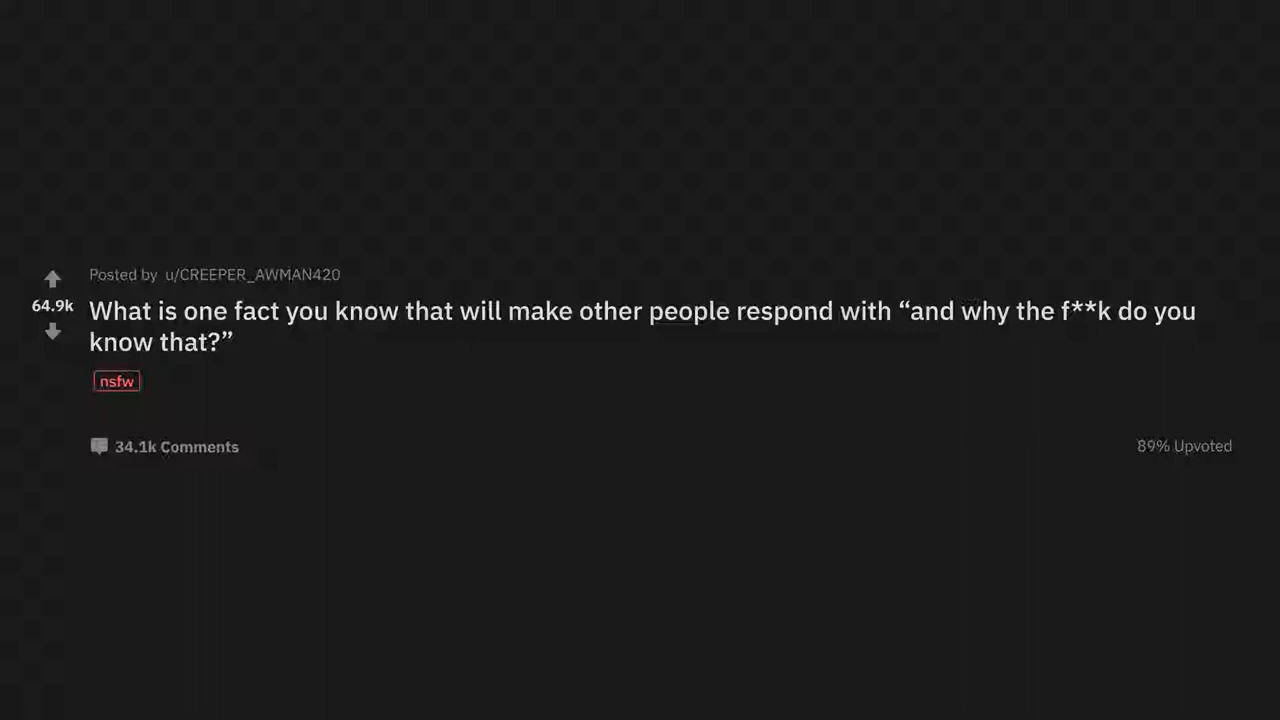 Posted by u/CREEPER_AWMAN420
64.9k
What is one fact you know that will make other people respond with “and why the f**k do you
know that?”
nsfw
34.1k Comments
89% Upvoted